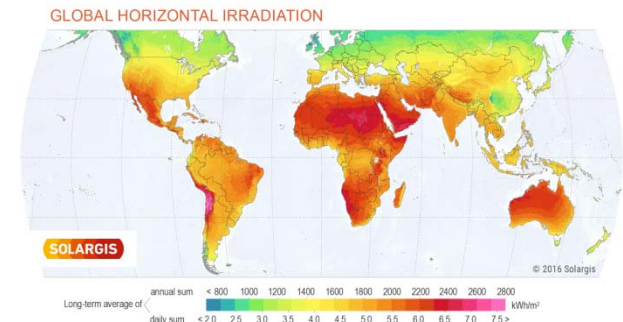 GLOBAL HORIZONTAL IRRADIATION
SOLARGIS
© 2016 Solargis
annual sum < 800 1000 1200 1400 1600 1800 2000 2200 2400 2600 2800
Long-term average of kWh/m²
daily sum < 2.0 2.5 3.0 3.5 4.0 4.5 5.0 5.5 6.0 6.5 7.0 7.5 >